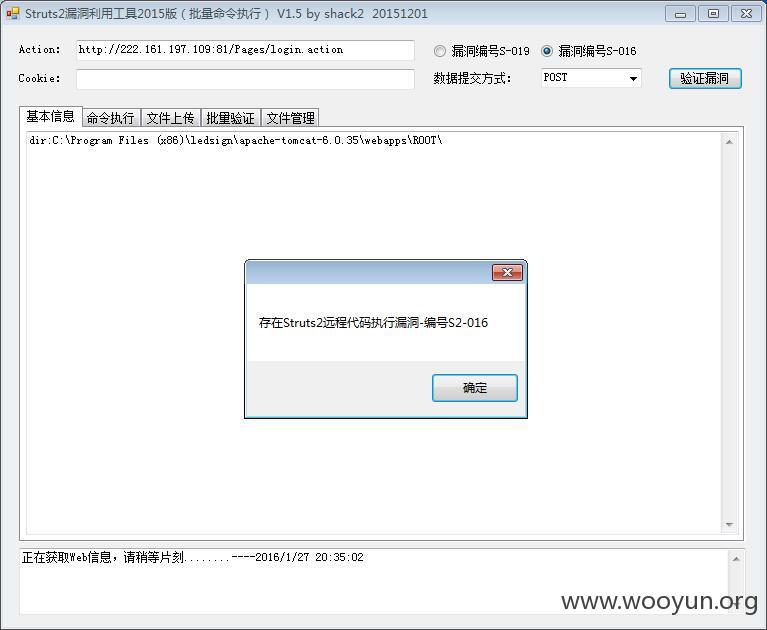 Struts2漏洞利用工具2015版（批量命令执行） V1.5 by shack2 20151201
Action: http://222.161.197.109:81/Pages/login.action 漏洞编号S-019 漏洞编号S-016
Cookie: 数据提交方式: POST 验证漏洞
基本信息 命令执行 文件上传 批量验证 文件管理
dir:C:\Program Files (x86)\ledsign\apache-tomcat-6.0.35\webapps\ROOT\
存在Struts2远程代码执行漏洞-编号S2-016
确定
正在获取Web信息，请稍等片刻........----2016/1/27 20:35:02
www.wooyun.org